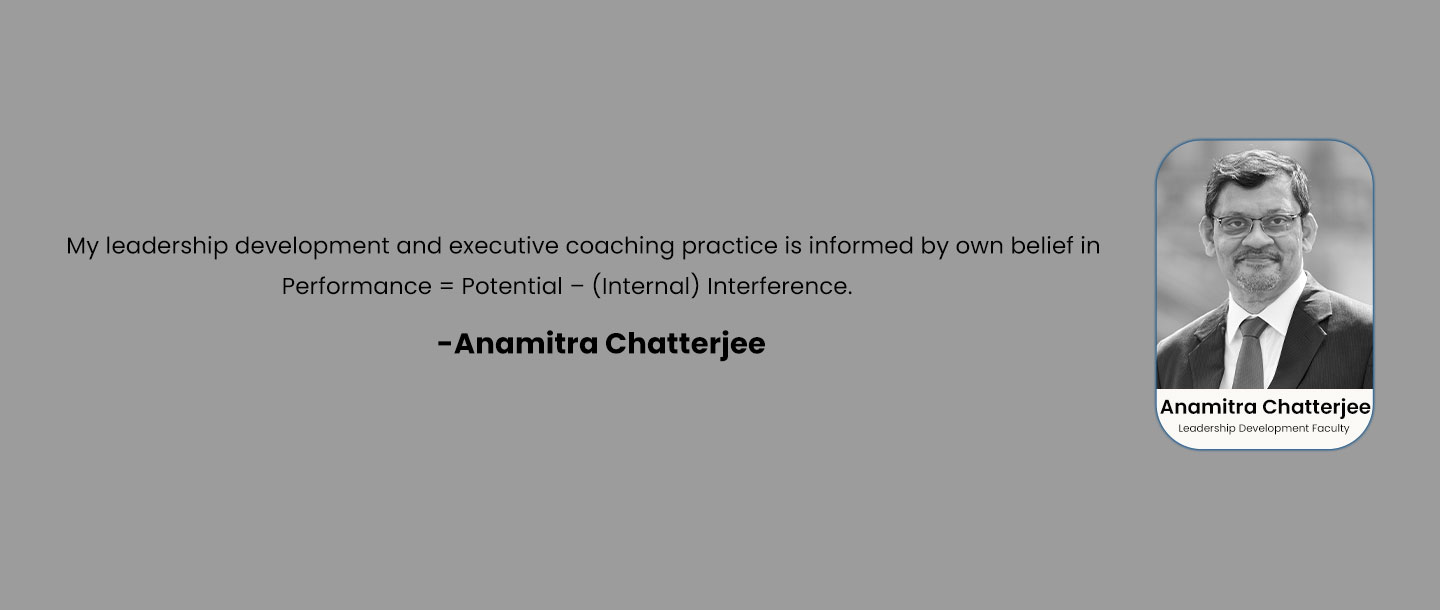 My leadership development and executive coaching practice is informed by own belief in
Performance = Potential – (Internal) Interference.
-Anamitra Chatterjee
Anamitra Chatterjee
Leadership Development Faculty